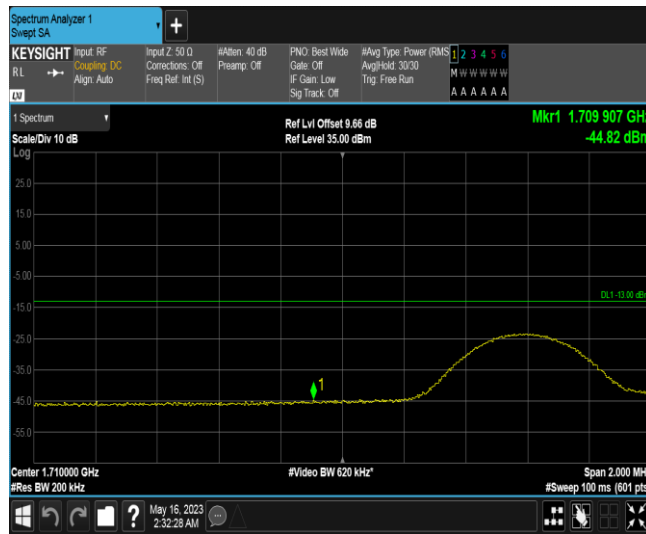 Spectrum Analyzer 1
Swept SA
+
KEYSIGHT
RL
LXI
Input: RF
Coupling: DC
Align: Auto
Input Z: 50 Ω
Corrections: Off
Freq Ref: Int (S)
#Atten: 40 dB
Preamp: Off
PNO: Best Wide
Gate: Off
IF Gain: Low
Sig Track: Off
#Avg Type: Power (RMS
Avg|Hold: 30/30
Trig: Free Run
1 2 3 4 5 6
M W W W W W
A A A A A A
1 Spectrum
Scale/Div 10 dB
Log
Ref Lvl Offset 9.66 dB
Ref Level 35.00 dBm
Mkr1 1.709 907 GHz
-44.82 dBm
25.0
15.0
5.00
-5.00
-15.0
-25.0
-35.0
-45.0
-55.0
DL1 -13.00 dBm
1
Center 1.710000 GHz
#Res BW 200 kHz
#Video BW 620 kHz*
Span 2.000 MH
#Sweep 100 ms (601 pts
?
May 16, 2023
2:32:28 AM